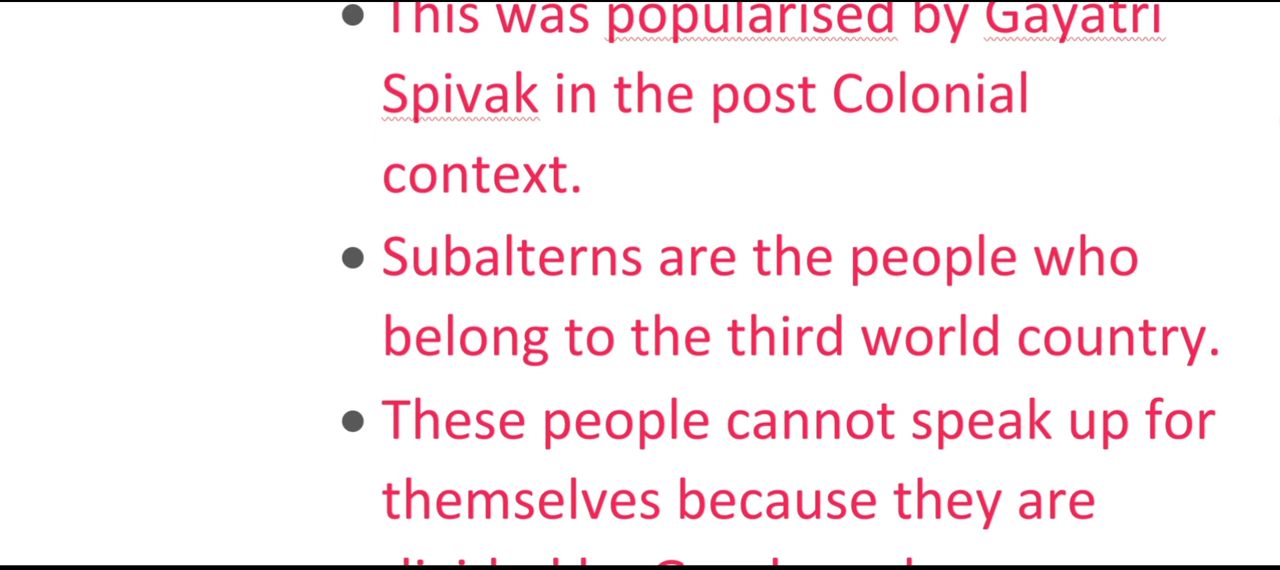 • This was popularised by Gayatri
Spivak in the post Colonial
context.
• Subalterns are the people who
belong to the third world country.
• These people cannot speak up for
themselves because they are